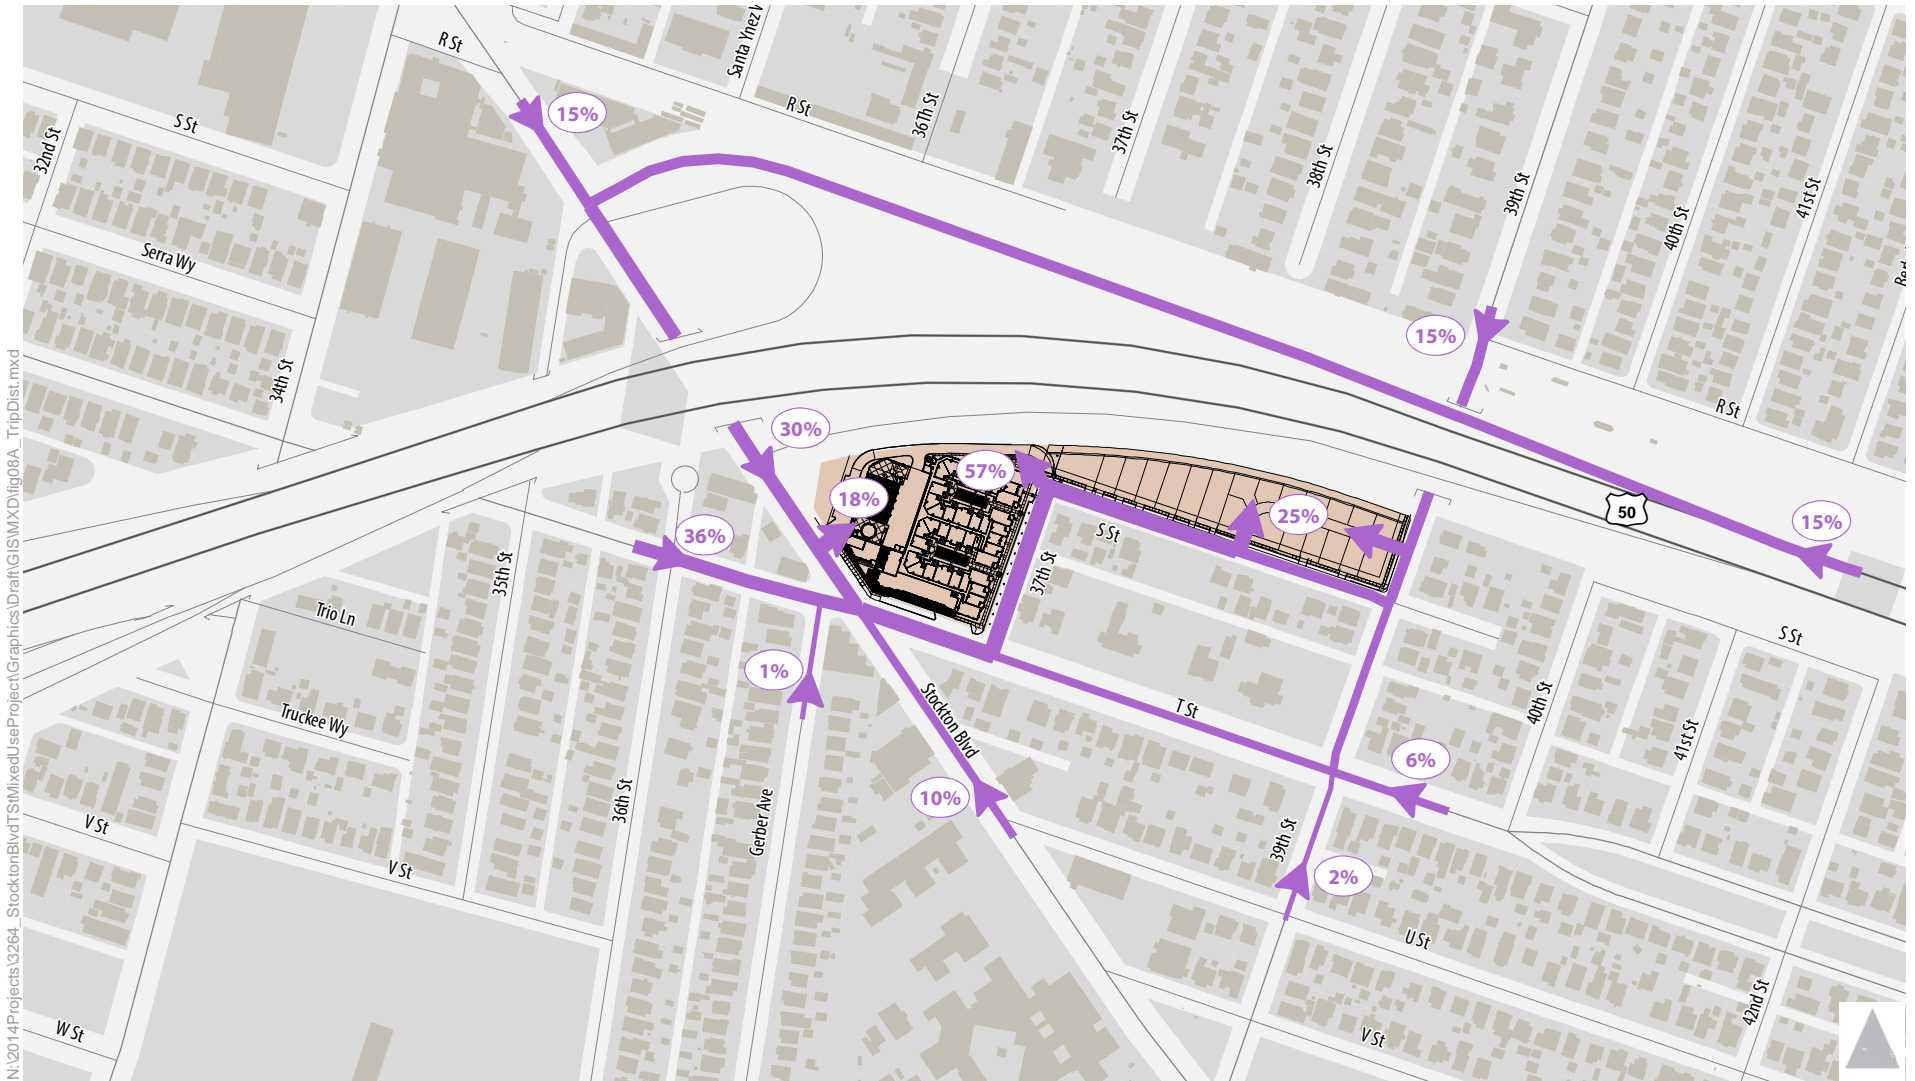 R St
Santa Ynez W
S St
32nd St
15%
R St
36Th St
37th St
38th St
39th St
40th St
41st St
Serra Wy
34th St
15%
R St
30%
57%
18%
25%
36%
S St
50
15%
35th St
37th St
Trio Ln
S St
1%
Stockton Blvd
T St
40th St
41st St
Truckee Wy
6%
10%
36th St
Gerber Ave
39th St
V St
V St
2%
U St
42nd St
W St
V St
N:\2014Projects\3264_StocktonBlvdTStMixedUseProject\Graphics\Draft\GIS\MXD\fig08A_TripDist.mxd